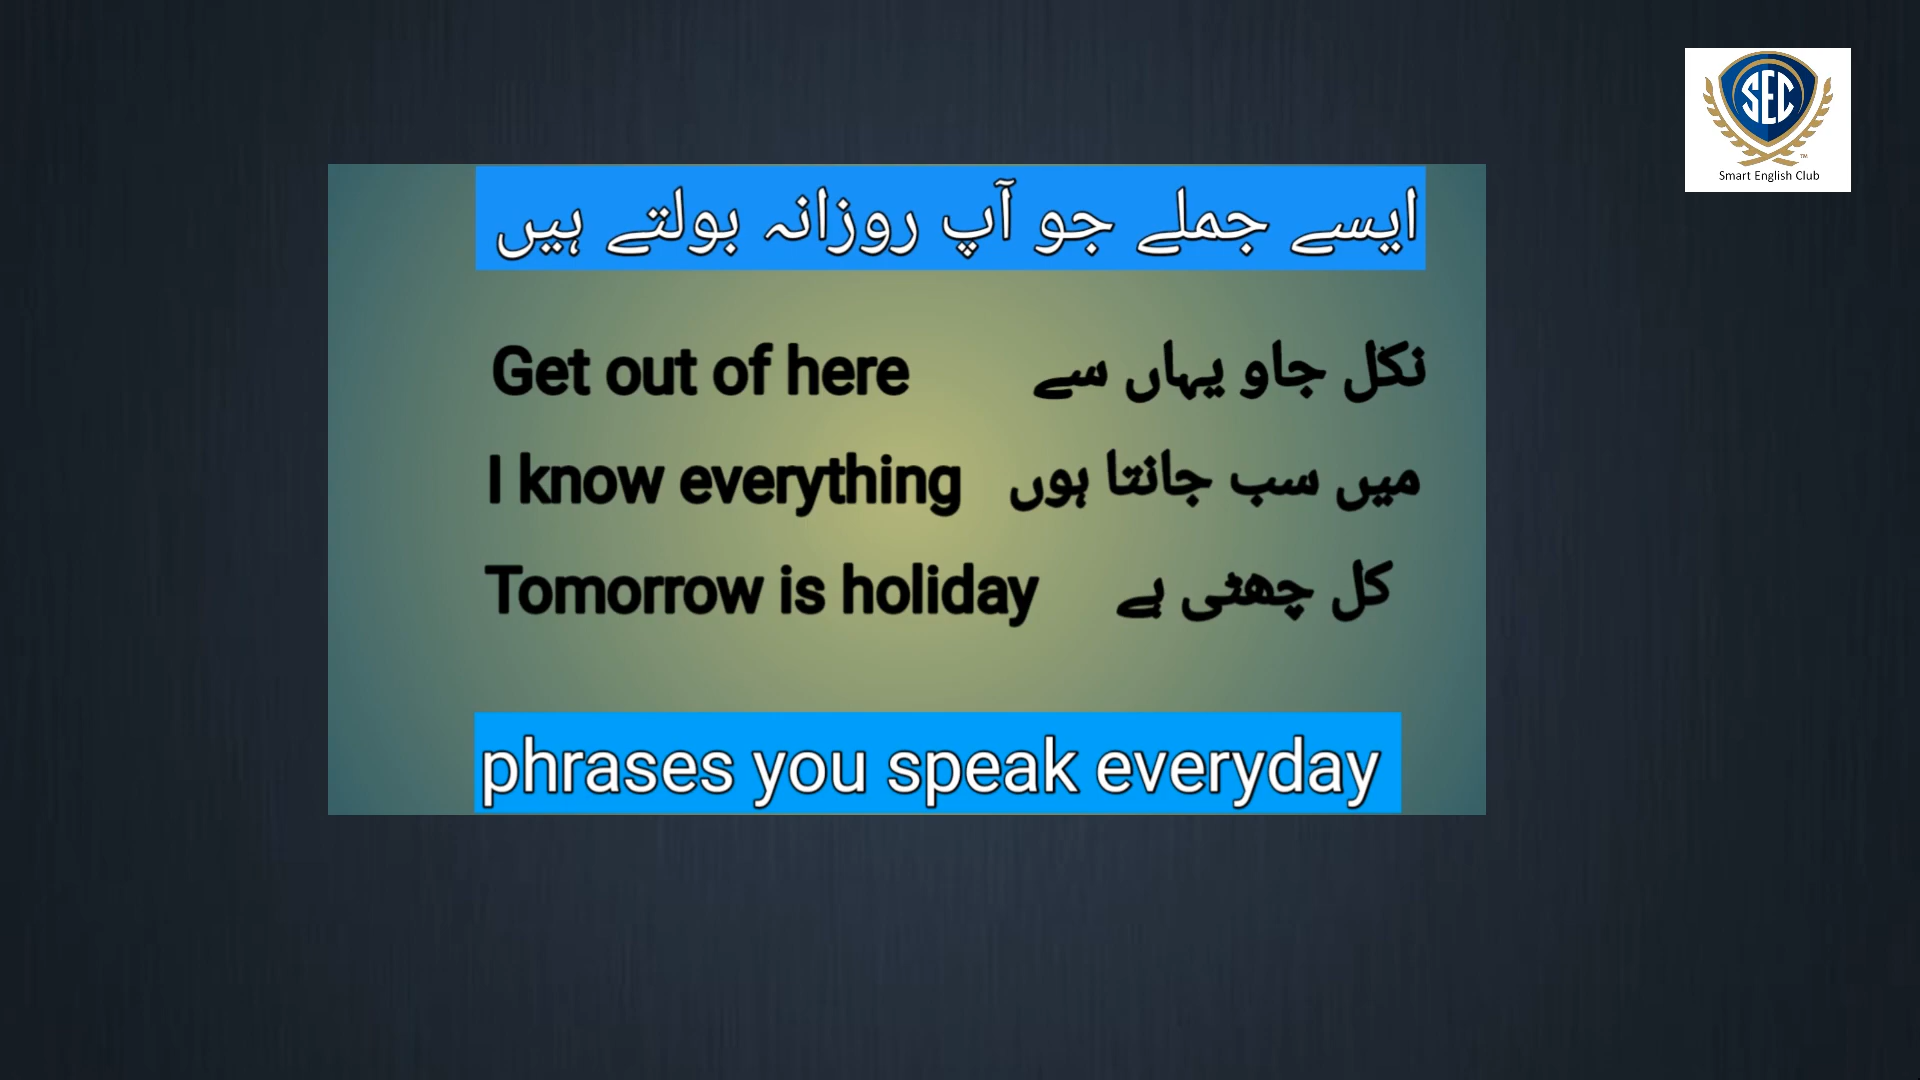 SEC
TM
Smart English Club
ایسے جملے جو آپ روزانہ بولتے ہیں
Get out of here نکل جاو یہاں سے
I know everything میں سب جانتا ہوں
Tomorrow is holiday کل چھٹی ہے
phrases you speak everyday